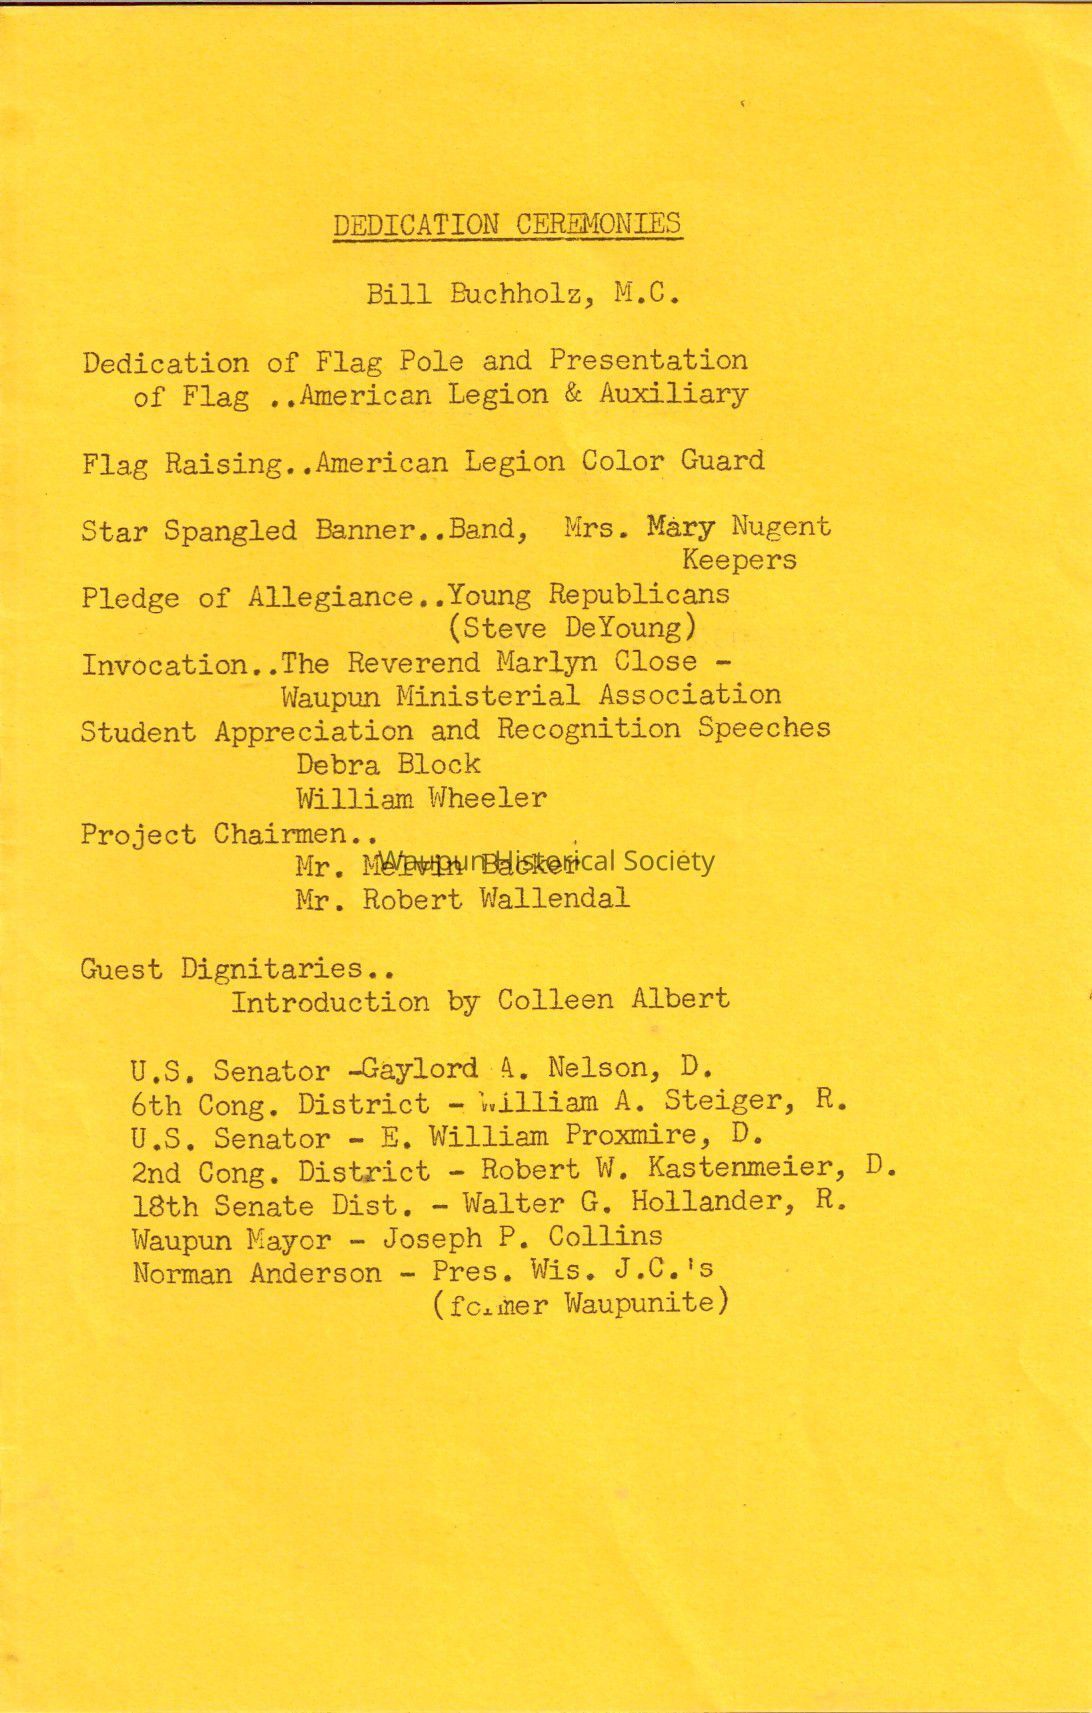 DEDICATION CEREMONIES
Bill Buchholz, M.C.
Dedication of Flag Pole and Presentation
of Flag ..American Legion & Auxiliary
Flag Raising..American Legion Color Guard
Star Spangled Banner..Band, Mrs. Mary Nugent
Keepers
Pledge of Allegiance..Young Republicans
(Steve DeYoung)
Invocation..The Reverend Marlyn Close -
Waupun Ministerial Association
Student Appreciation and Recognition Speeches
Debra Block
William Wheeler
Project Chairmen..
Mr. Melvin Backer
Waupun Historical Society
Mr. Robert Wallendal
Guest Dignitaries..
Introduction by Colleen Albert
U.S. Senator -Gaylord A. Nelson, D.
6th Cong. District - William A. Steiger, R.
U.S. Senator - E. William Proxmire, D.
2nd Cong. District - Robert W. Kastenmeier, D.
18th Senate Dist. - Walter G. Hollander, R.
Waupun Mayor - Joseph P. Collins
Norman Anderson - Pres. Wis. J.C.'s
(former Waupunite)